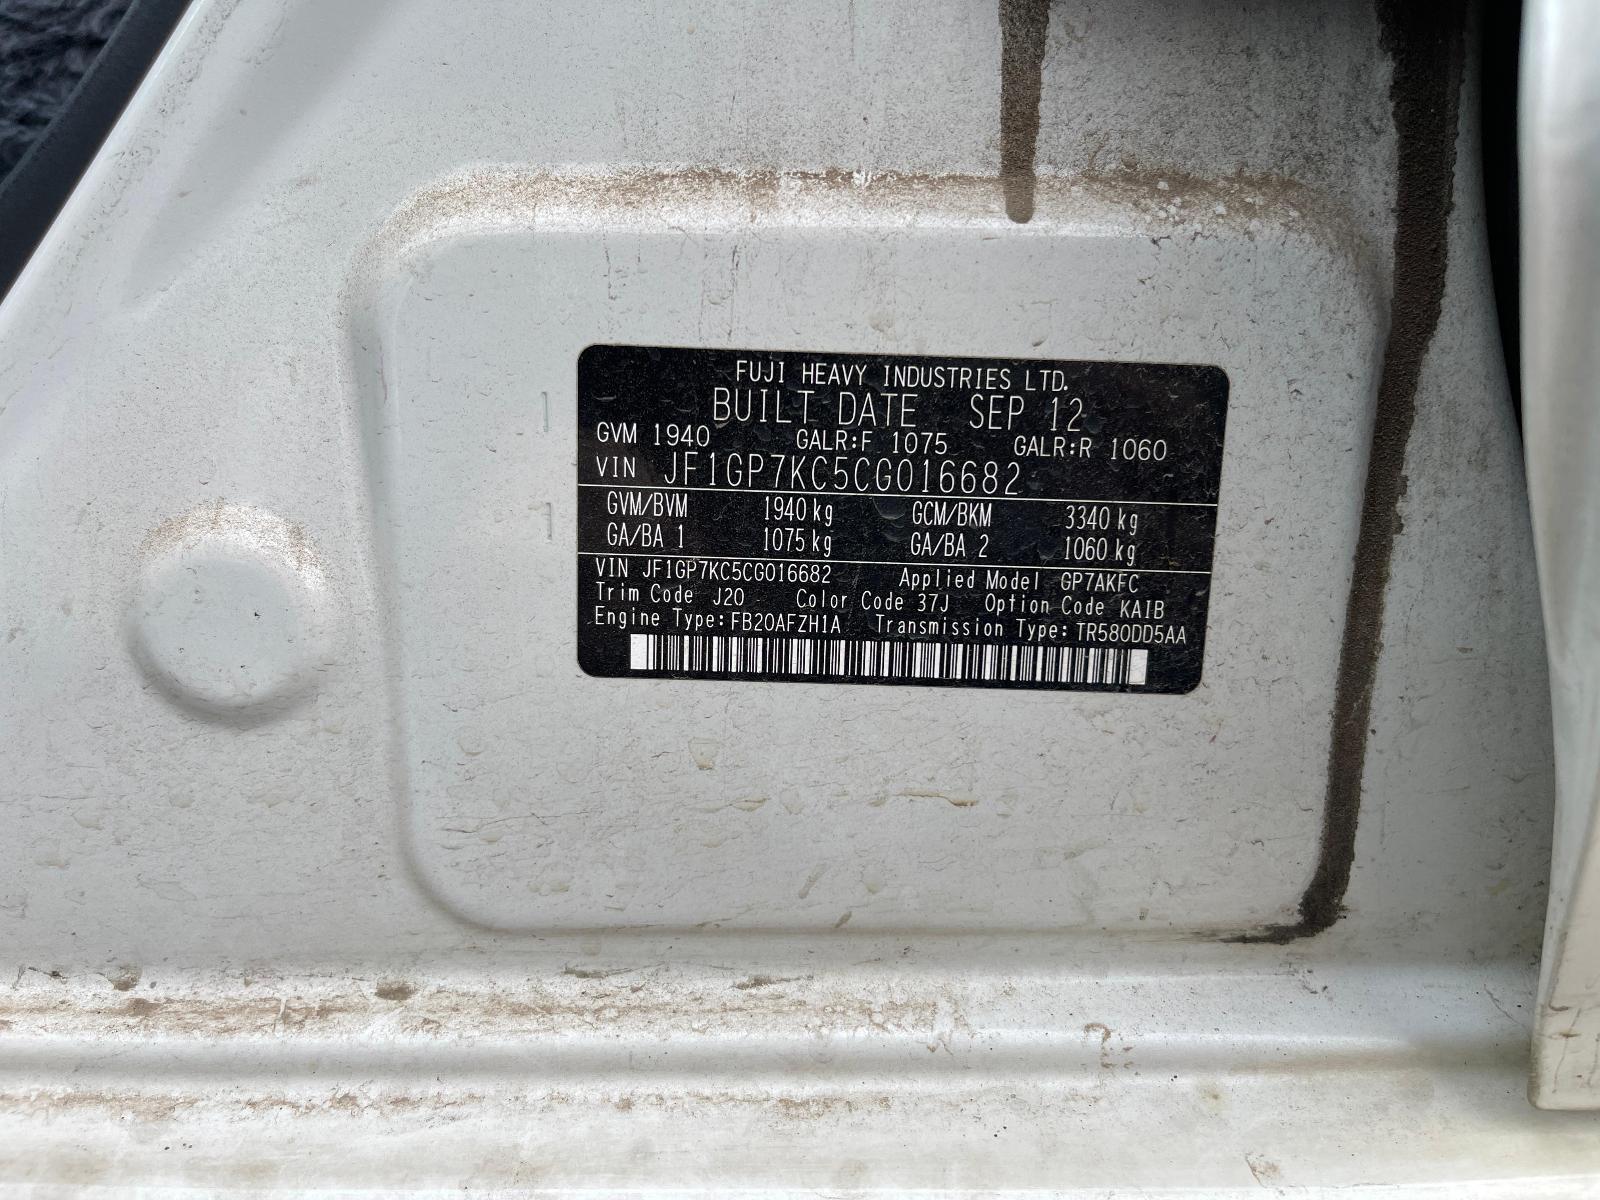 FUJI HEAVY INDUSTRIES LTD.
BUILT DATE SEP 12
GVM 1940 GALR:F 1075 GALR:R 1060
VIN JF1GP7KC5CG016682
GVM/BVM 1940 kg GCM/BKM 3340 kg
GA/BA 1 1075 kg GA/BA 2 1060 kg
VIN JF1GP7KC5CG016682 Applied Model GP7AKFC
Trim Code J20 Color Code 37J Option Code KAIB
Engine Type:FB20AFZH1A Transmission Type:TR580DD5AA